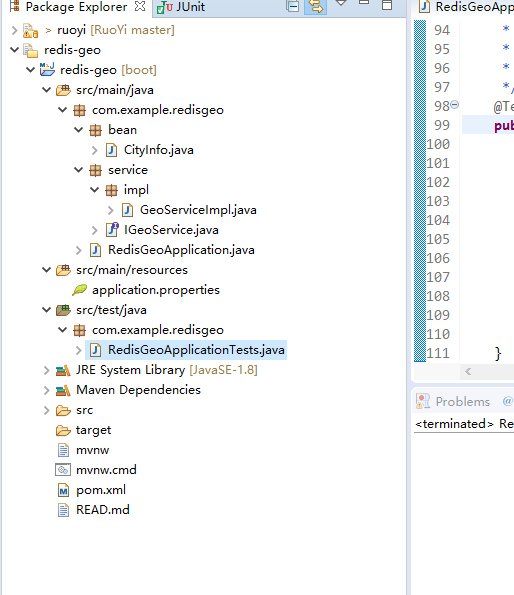 Package Explorer
JUnit
> ruoyi [RuoYi master]
redis-geo
redis-geo [boot]
src/main/java
com.example.redisgeo
bean
CityInfo.java
service
impl
GeoServiceImpl.java
IGeoService.java
RedisGeoApplication.java
src/main/resources
application.properties
src/test/java
com.example.redisgeo
RedisGeoApplicationTests.java
JRE System Library [JavaSE-1.8]
Maven Dependencies
src
target
mvnw
mvnw.cmd
pom.xml
READ.md
RedisGeoApp
94 *
95 *
96 *
97 *
98 @Te
99 pub
100
101
102
103
104
105
106
107
108
109
110
111 }
Problems @
<terminated> Re